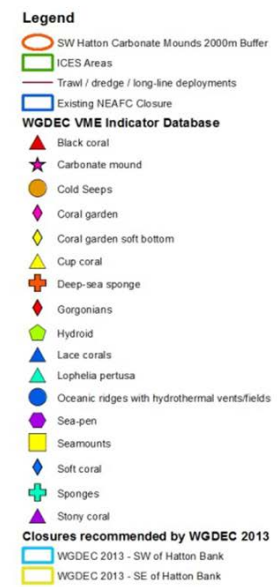 Legend
SW Hatton Carbonate Mounds 2000m Buffer
ICES Areas
Trawl / dredge / long-line deployments
Existing NEAFC Closure
WGDEC VME Indicator Database
Black coral
Carbonate mound
Cold Seeps
Coral garden
Coral garden soft bottom
Cup coral
Deep-sea sponge
Gorgonians
Hydroid
Lace corals
Lophelia pertusa
Oceanic ridges with hydrothermal vents/fields
Sea-pen
Seamounts
Soft coral
Sponges
Stony coral
Closures recommended by WGDEC 2013
WGDEC 2013 - SW of Hatton Bank
WGDEC 2013 - SE of Hatton Bank